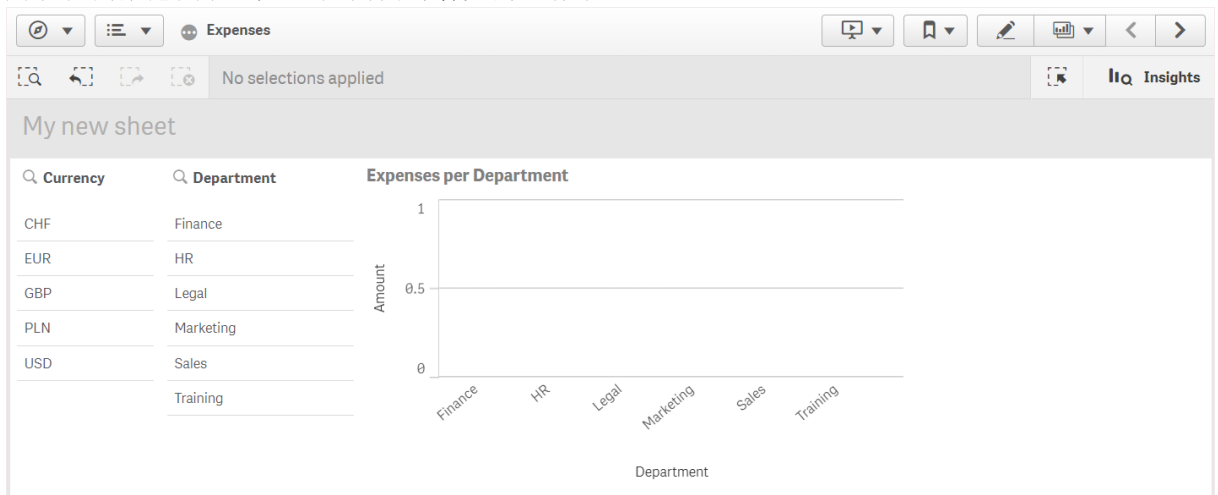 Expenses
No selections applied
Insights
My new sheet
Currency
CHF
EUR
GBP
PLN
USD
Department
Finance
HR
Legal
Marketing
Sales
Training
Expenses per Department
1
0.5
0
Amount
Finance
HR
Legal
Marketing
Sales
Training
Department